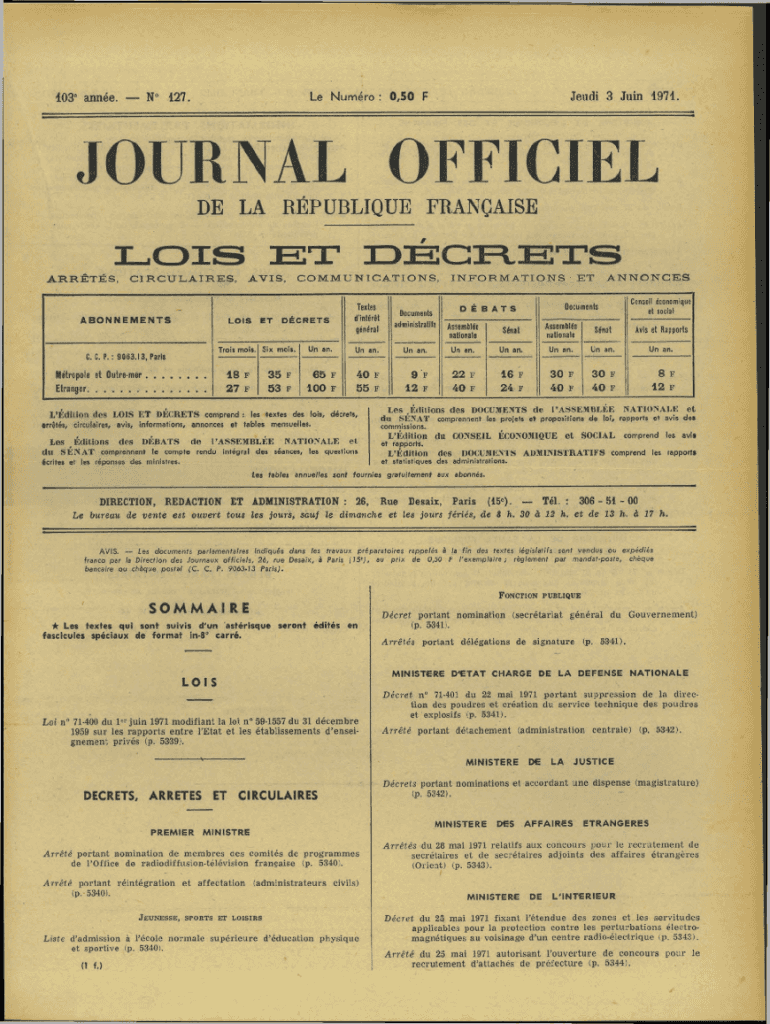 103e année. — N° 127.
Le Numéro : 0,50 F
Jeudi 3 Juin 1971.
JOURNAL OFFICIEL
DE LA RÉPUBLIQUE FRANÇAISE
LOIS ET DÉCRETS
ARRÊTÉS, CIRCULAIRES, AVIS, COMMUNICATIONS, INFORMATIONS ET ANNONCES
ABONNEMENTS | LOIS ET DÉCRETS | Textes d'intérêt général | Documents administratifs | DÉBATS Assemblée nationale | Sénat | Documents Assemblée nationale | Sénat | Conseil économique et social Avis et Rapports
C. C. P. : 9063.13, Paris | Trois mois. | Six mois. | Un an. | Un an. | Un an. | Un an. | Un an. | Un an. | Un an. | Un an.
Métropole et Outre-mer . . . . . . . . 18 F | 35 F | 65 F | 40 F | 9 F | 22 F | 16 F | 30 F | 30 F | 8 F
Etranger. . . . . . . . . . . . . . . . 27 F | 53 F | 100 F | 55 F | 12 F | 40 F | 24 F | 40 F | 40 F | 12 F
L'Édition des LOIS ET DÉCRETS comprend : les textes des lois, décrets,
arrêtés, circulaires, avis, informations, annonces et tables mensuelles.
Les Éditions des DÉBATS de l'ASSEMBLÉE NATIONALE et
du SÉNAT comprennent le compte rendu intégral des séances, les questions
écrites et les réponses des ministres.
Les Éditions des DOCUMENTS de l'ASSEMBLÉE NATIONALE et
du SÉNAT comprennent les projets et propositions de loi, rapports et avis des
commissions.
L'Édition du CONSEIL ÉCONOMIQUE et SOCIAL comprend les avis
et rapports.
L'Édition des DOCUMENTS ADMINISTRATIFS comprend les rapports
et statistiques des administrations.
Les tables annuelles sont fournies gratuitement aux abonnés.
DIRECTION, REDACTION ET ADMINISTRATION : 26, Rue Desaix, Paris (15e). — Tél. : 306-51-00
Le bureau de vente est ouvert tous les jours, sauf le dimanche et les jours fériés, de 8 h. 30 à 12 h. et de 13 h. à 17 h.
AVIS. — Les documents parlementaires indiqués dans les travaux préparatoires rappelés à la fin des textes législatifs sont vendus ou expédiés
franco par la Direction des Journaux officiels, 26, rue Desaix, à Paris (15e), au prix de 0,50 F l'exemplaire ; règlement par mandat-poste, chèque
bancaire ou chèque postal (C. C. P. 9063-13 Paris).
SOMMAIRE
★ Les textes qui sont suivis d'un astérisque seront édités en
fascicules spéciaux de format in-8° carré.
LOIS
Loi n° 71-400 du 1er juin 1971 modifiant la loi n° 59-1557 du 31 décembre
1959 sur les rapports entre l'Etat et les établissements d'ensei-
gnement privés (p. 5339).
DECRETS, ARRETES ET CIRCULAIRES
PREMIER MINISTRE
Arrêté portant nomination de membres des comités de programmes
de l'Office de radiodiffusion-télévision française (p. 5340).
Arrêté portant réintégration et affectation (administrateurs civils)
(p. 5340).
JEUNESSE, SPORTS ET LOISIRS
Liste d'admission à l'école normale supérieure d'éducation physique
et sportive (p. 5340).
(1 f.)
FONCTION PUBLIQUE
Décret portant nomination (secrétariat général du Gouvernement)
(p. 5341).
Arrêtés portant délégations de signature (p. 5341).
MINISTERE D'ETAT CHARGE DE LA DEFENSE NATIONALE
Décret n° 71-401 du 22 mai 1971 portant suppression de la direc-
tion des poudres et création du service technique des poudres
et explosifs (p. 5341).
Arrêté portant détachement (administration centrale) (p. 5342).
MINISTERE DE LA JUSTICE
Décrets portant nominations et accordant une dispense (magistrature)
(p. 5342).
MINISTERE DES AFFAIRES ETRANGERES
Arrêtés du 28 mai 1971 relatifs aux concours pour le recrutement de
secrétaires et de secrétaires adjoints des affaires étrangères
(Orient) (p. 5343).
MINISTERE DE L'INTERIEUR
Décret du 25 mai 1971 fixant l'étendue des zones et les servitudes
applicables pour la protection contre les perturbations électro-
magnétiques au voisinage d'un centre radio-électrique (p. 5343).
Arrêté du 25 mai 1971 autorisant l'ouverture de concours pour le
recrutement d'attachés de préfecture (p. 5344).